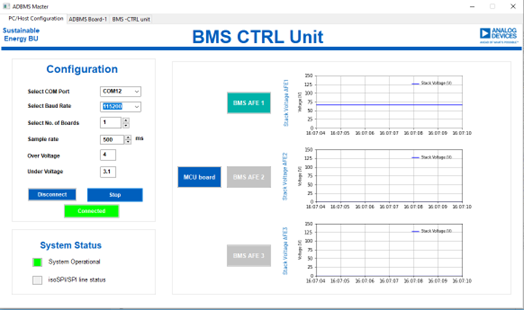 ADBMS Master
PC/Host Configuration ADBMS Board-1 BMS -CTRL unit
Sustainable
Energy BU
BMS CTRL Unit
ANALOG
DEVICES
Configuration
Select COM Port COM12
Select Baud Rate 115200
Select No. of Boards 1
Sample rate 500 ms
Over Voltage 4
Under Voltage 3.1
Disconnect Stop
Connected
System Status
System Operational
isoSPI/SPI line status
MCU board
BMS AFE 1
BMS AFE 2
BMS AFE 3
Stack Voltage AFE1
Voltage (V)
150
125
100
75
50
25
0
Stack Voltage (V)
16:07:04 16:07:05 16:07:06 16:07:07 16:07:08 16:07:09 16:07:10
Stack Voltage AFE2
Voltage (V)
150
125
100
75
50
25
0
Stack Voltage (V)
16:07:04 16:07:05 16:07:06 16:07:07 16:07:08 16:07:09 16:07:10
Stack Voltage AFE3
Voltage (V)
150
125
100
75
50
25
0
Stack Voltage (V)
16:07:04 16:07:05 16:07:06 16:07:07 16:07:08 16:07:09 16:07:10